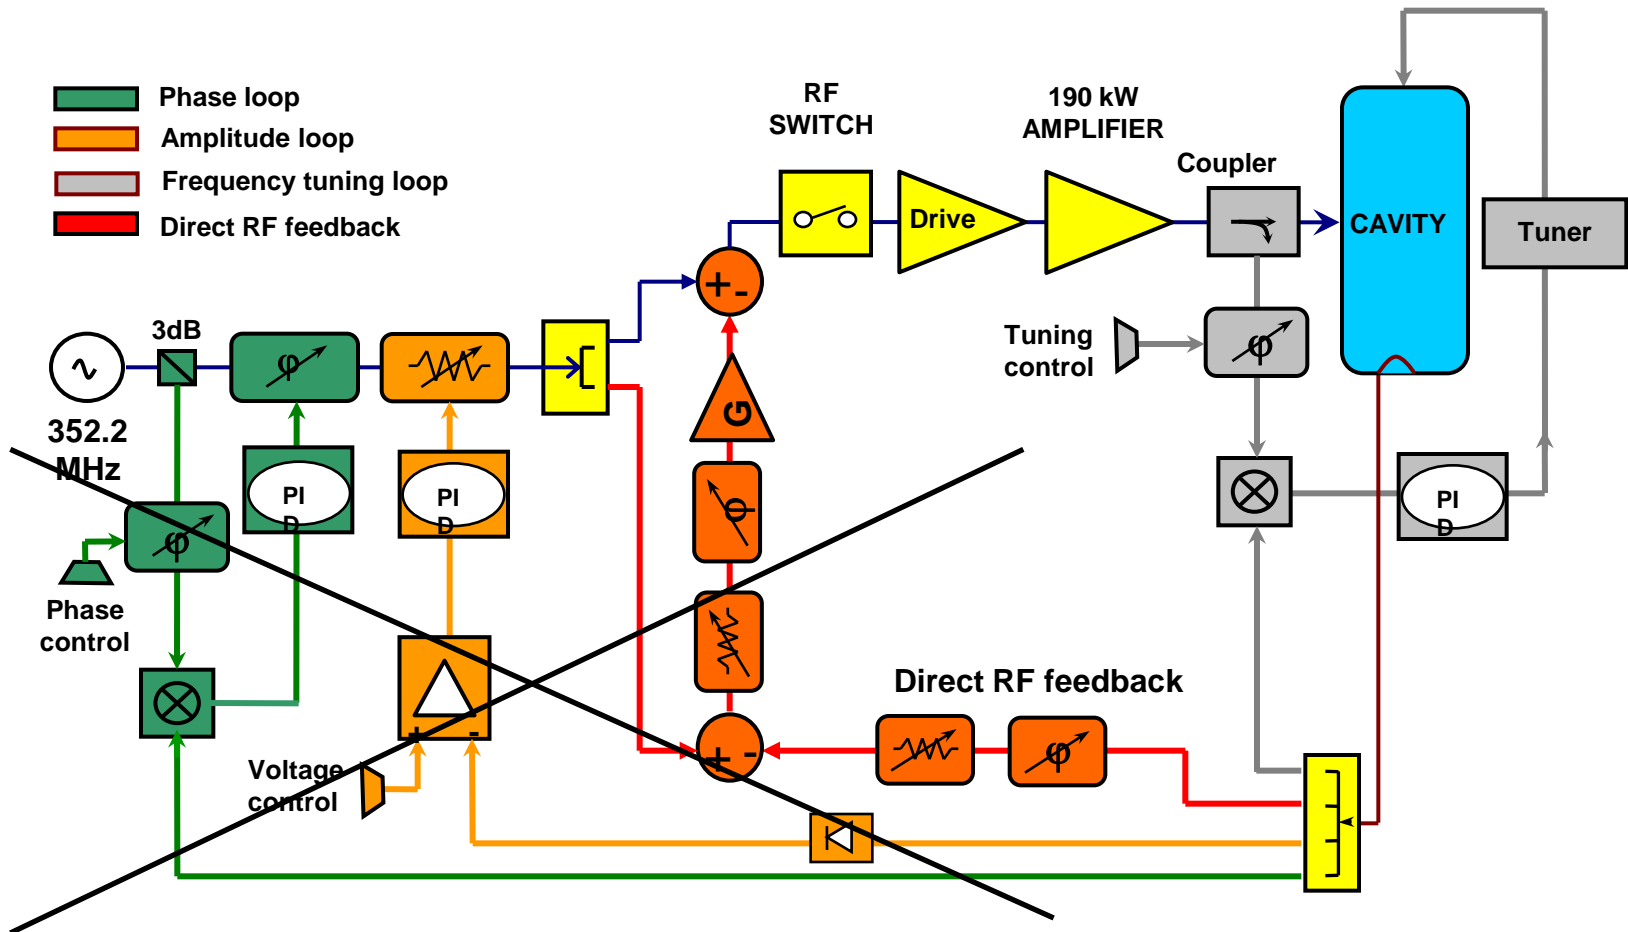 Phase loop
Amplitude loop
Frequency tuning loop
Direct RF feedback
RF
SWITCH
190 kW
AMPLIFIER
Coupler
Drive
CAVITY
Tuner
+ -
3dB
φ
352.2
MHz
Tuning
control
φ
G
PI
D
PI
D
φ
PI
D
φ
Phase
control
Direct RF feedback
+ -
Voltage
control
+ -
φ